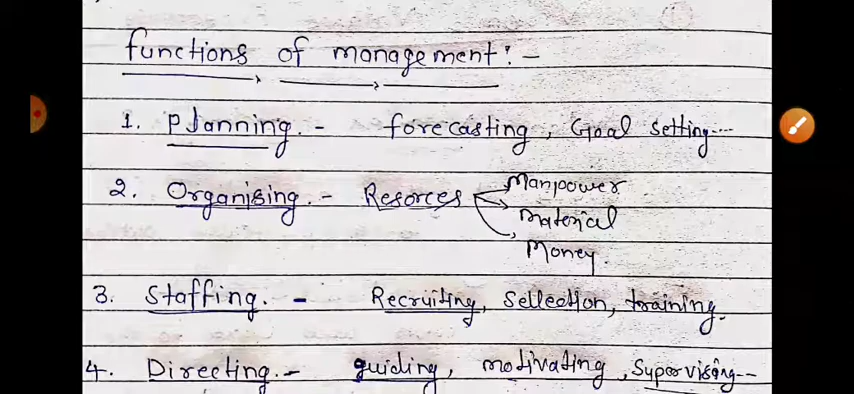 functions of management :-
1. Planning. - forecasting, Goal setting...
2. Organising. - Resorces Manpower
Material
Money.
3. Staffing. - Recruiting, sellection, training.
4. Directing. - guiding, motivating, supervising--